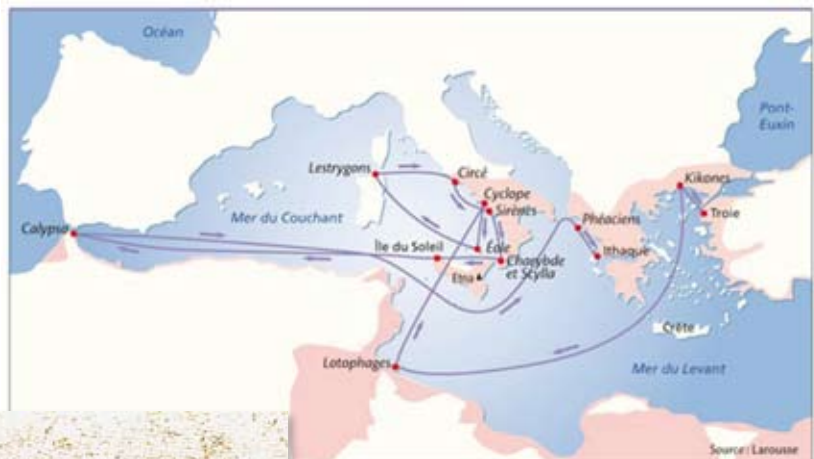 Océan
Pont-
Euxin
Lestrygons
Circé
Kikones
Cyclope
Sirènes
Mer du Couchant
Phéaciens
Troie
Calypso
Île du Soleil
Éole
Ithaque
Charybde
et Scylla
Etna
Crète
Lotophages
Mer du Levant
Source : Larousse